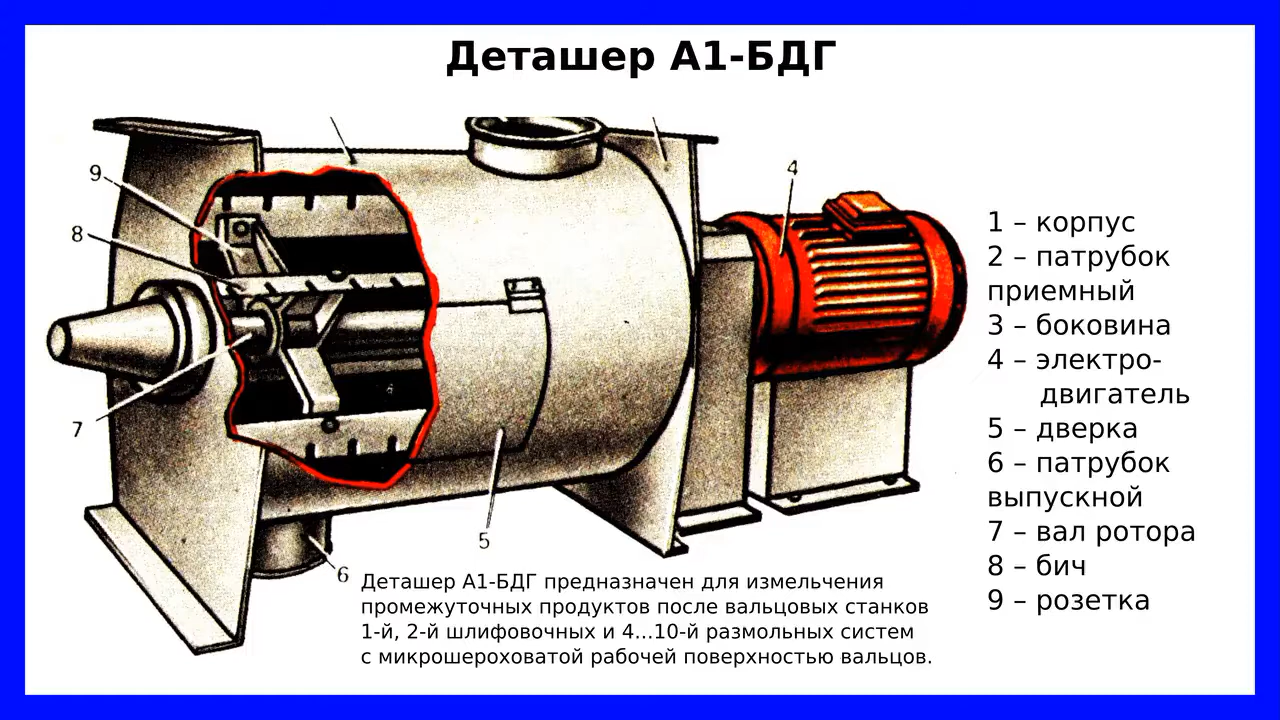 Деташер А1-БДГ
9
8
7
4
5
6
1 – корпус
2 – патрубок
приемный
3 – боковина
4 – электро-
двигатель
5 – дверка
6 – патрубок
выпускной
7 – вал ротора
8 – бич
9 – розетка
Деташер А1-БДГ предназначен для измельчения
промежуточных продуктов после вальцовых станков
1-й, 2-й шлифовочных и 4...10-й размольных систем
с микрошероховатой рабочей поверхностью вальцов.